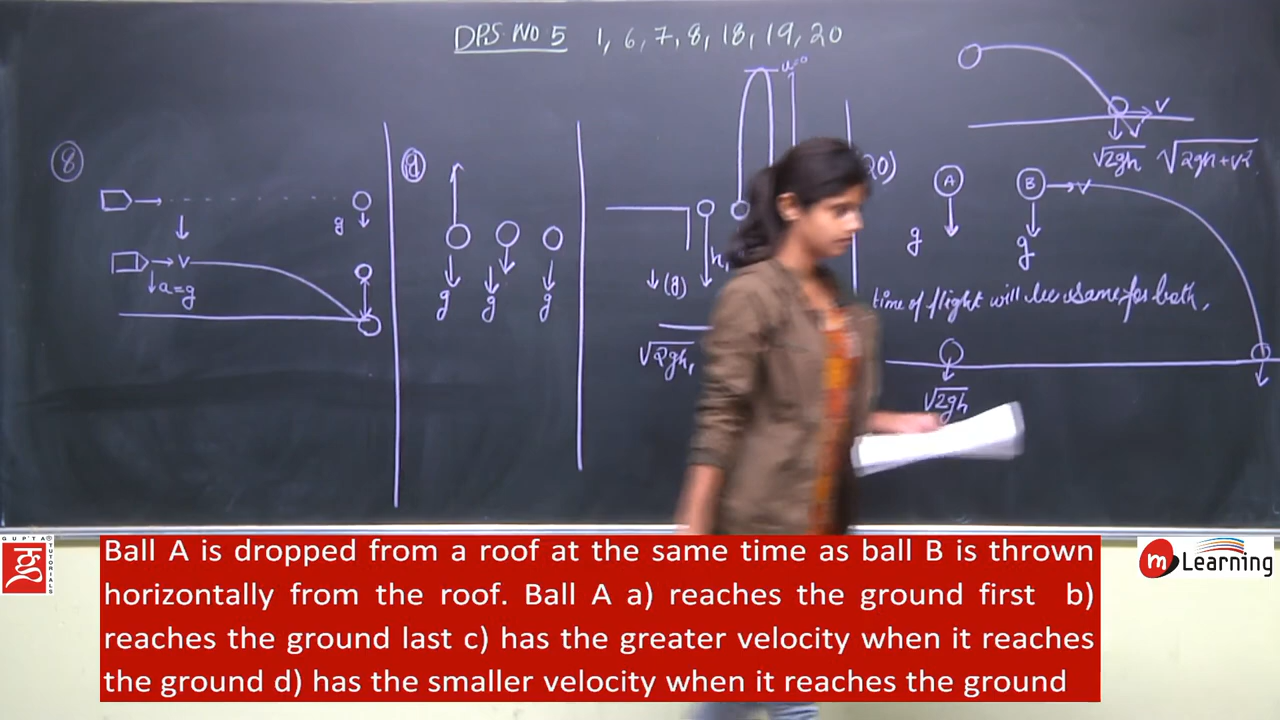 DPS NO 5 1, 6, 7, 8, 18, 19, 20
8
g
v
a=g
g
g
g
u=0
h,
↓(g)
√2gh,
v
√2gh √2gh+v²
20)
A
B
v
g
g
time of flight will be same for both,
√2gh
GUPTA TUTORIALS
Ball A is dropped from a roof at the same time as ball B is thrown
horizontally from the roof. Ball A a) reaches the ground first b)
reaches the ground last c) has the greater velocity when it reaches
the ground d) has the smaller velocity when it reaches the ground
m Learning